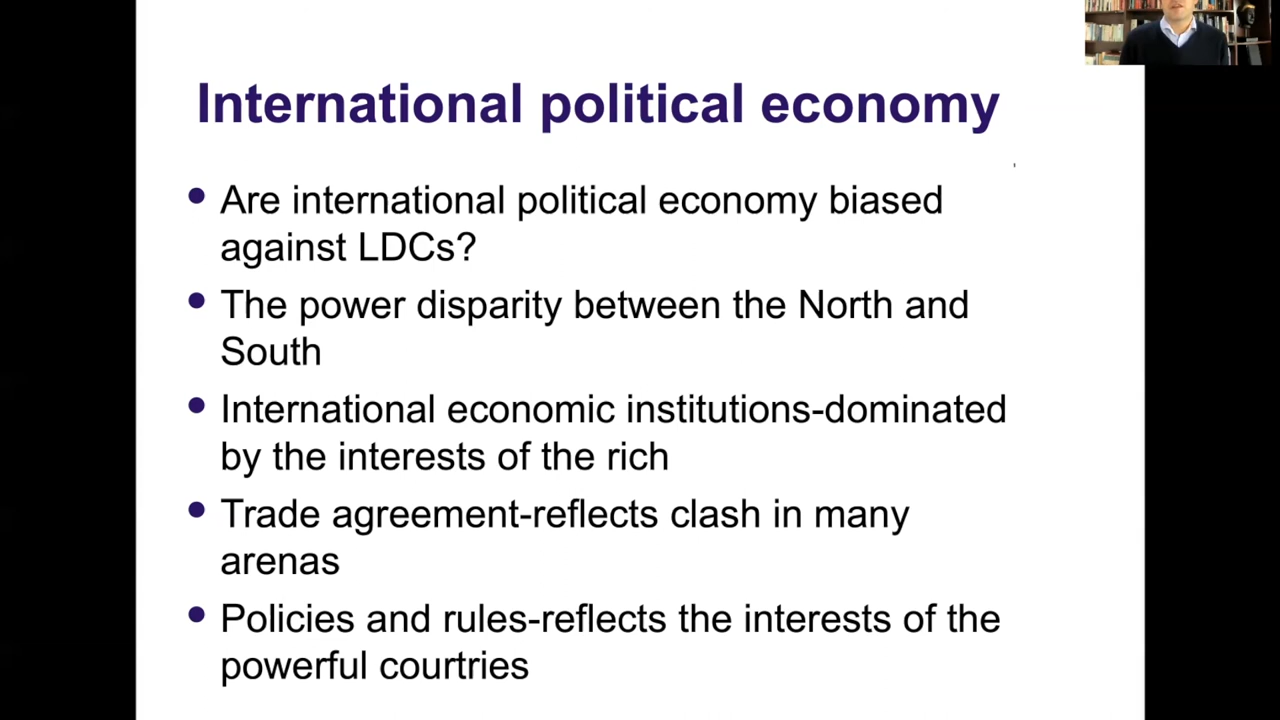 International political economy
• Are international political economy biased
against LDCs?
• The power disparity between the North and
South
• International economic institutions-dominated
by the interests of the rich
• Trade agreement-reflects clash in many
arenas
• Policies and rules-reflects the interests of the
powerful courtries